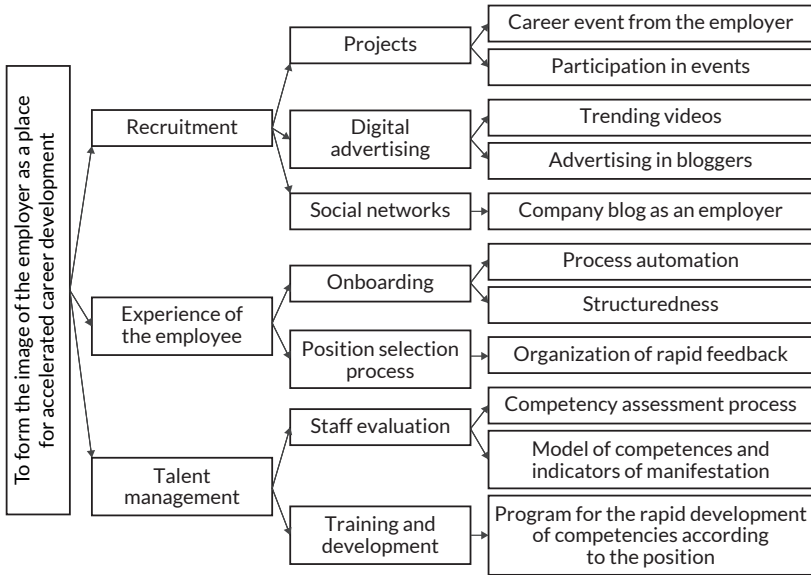 To form the image of the employer as a place
for accelerated career development
Recruitment
Projects
Career event from the employer
Participation in events
Digital
advertising
Trending videos
Advertising in bloggers
Social networks
Company blog as an employer
Experience of
the employee
Onboarding
Process automation
Structuredness
Position selection
process
Organization of rapid feedback
Talent
management
Staff evaluation
Competency assessment process
Model of competences and
indicators of manifestation
Training and
development
Program for the rapid development
of competencies according
to the position